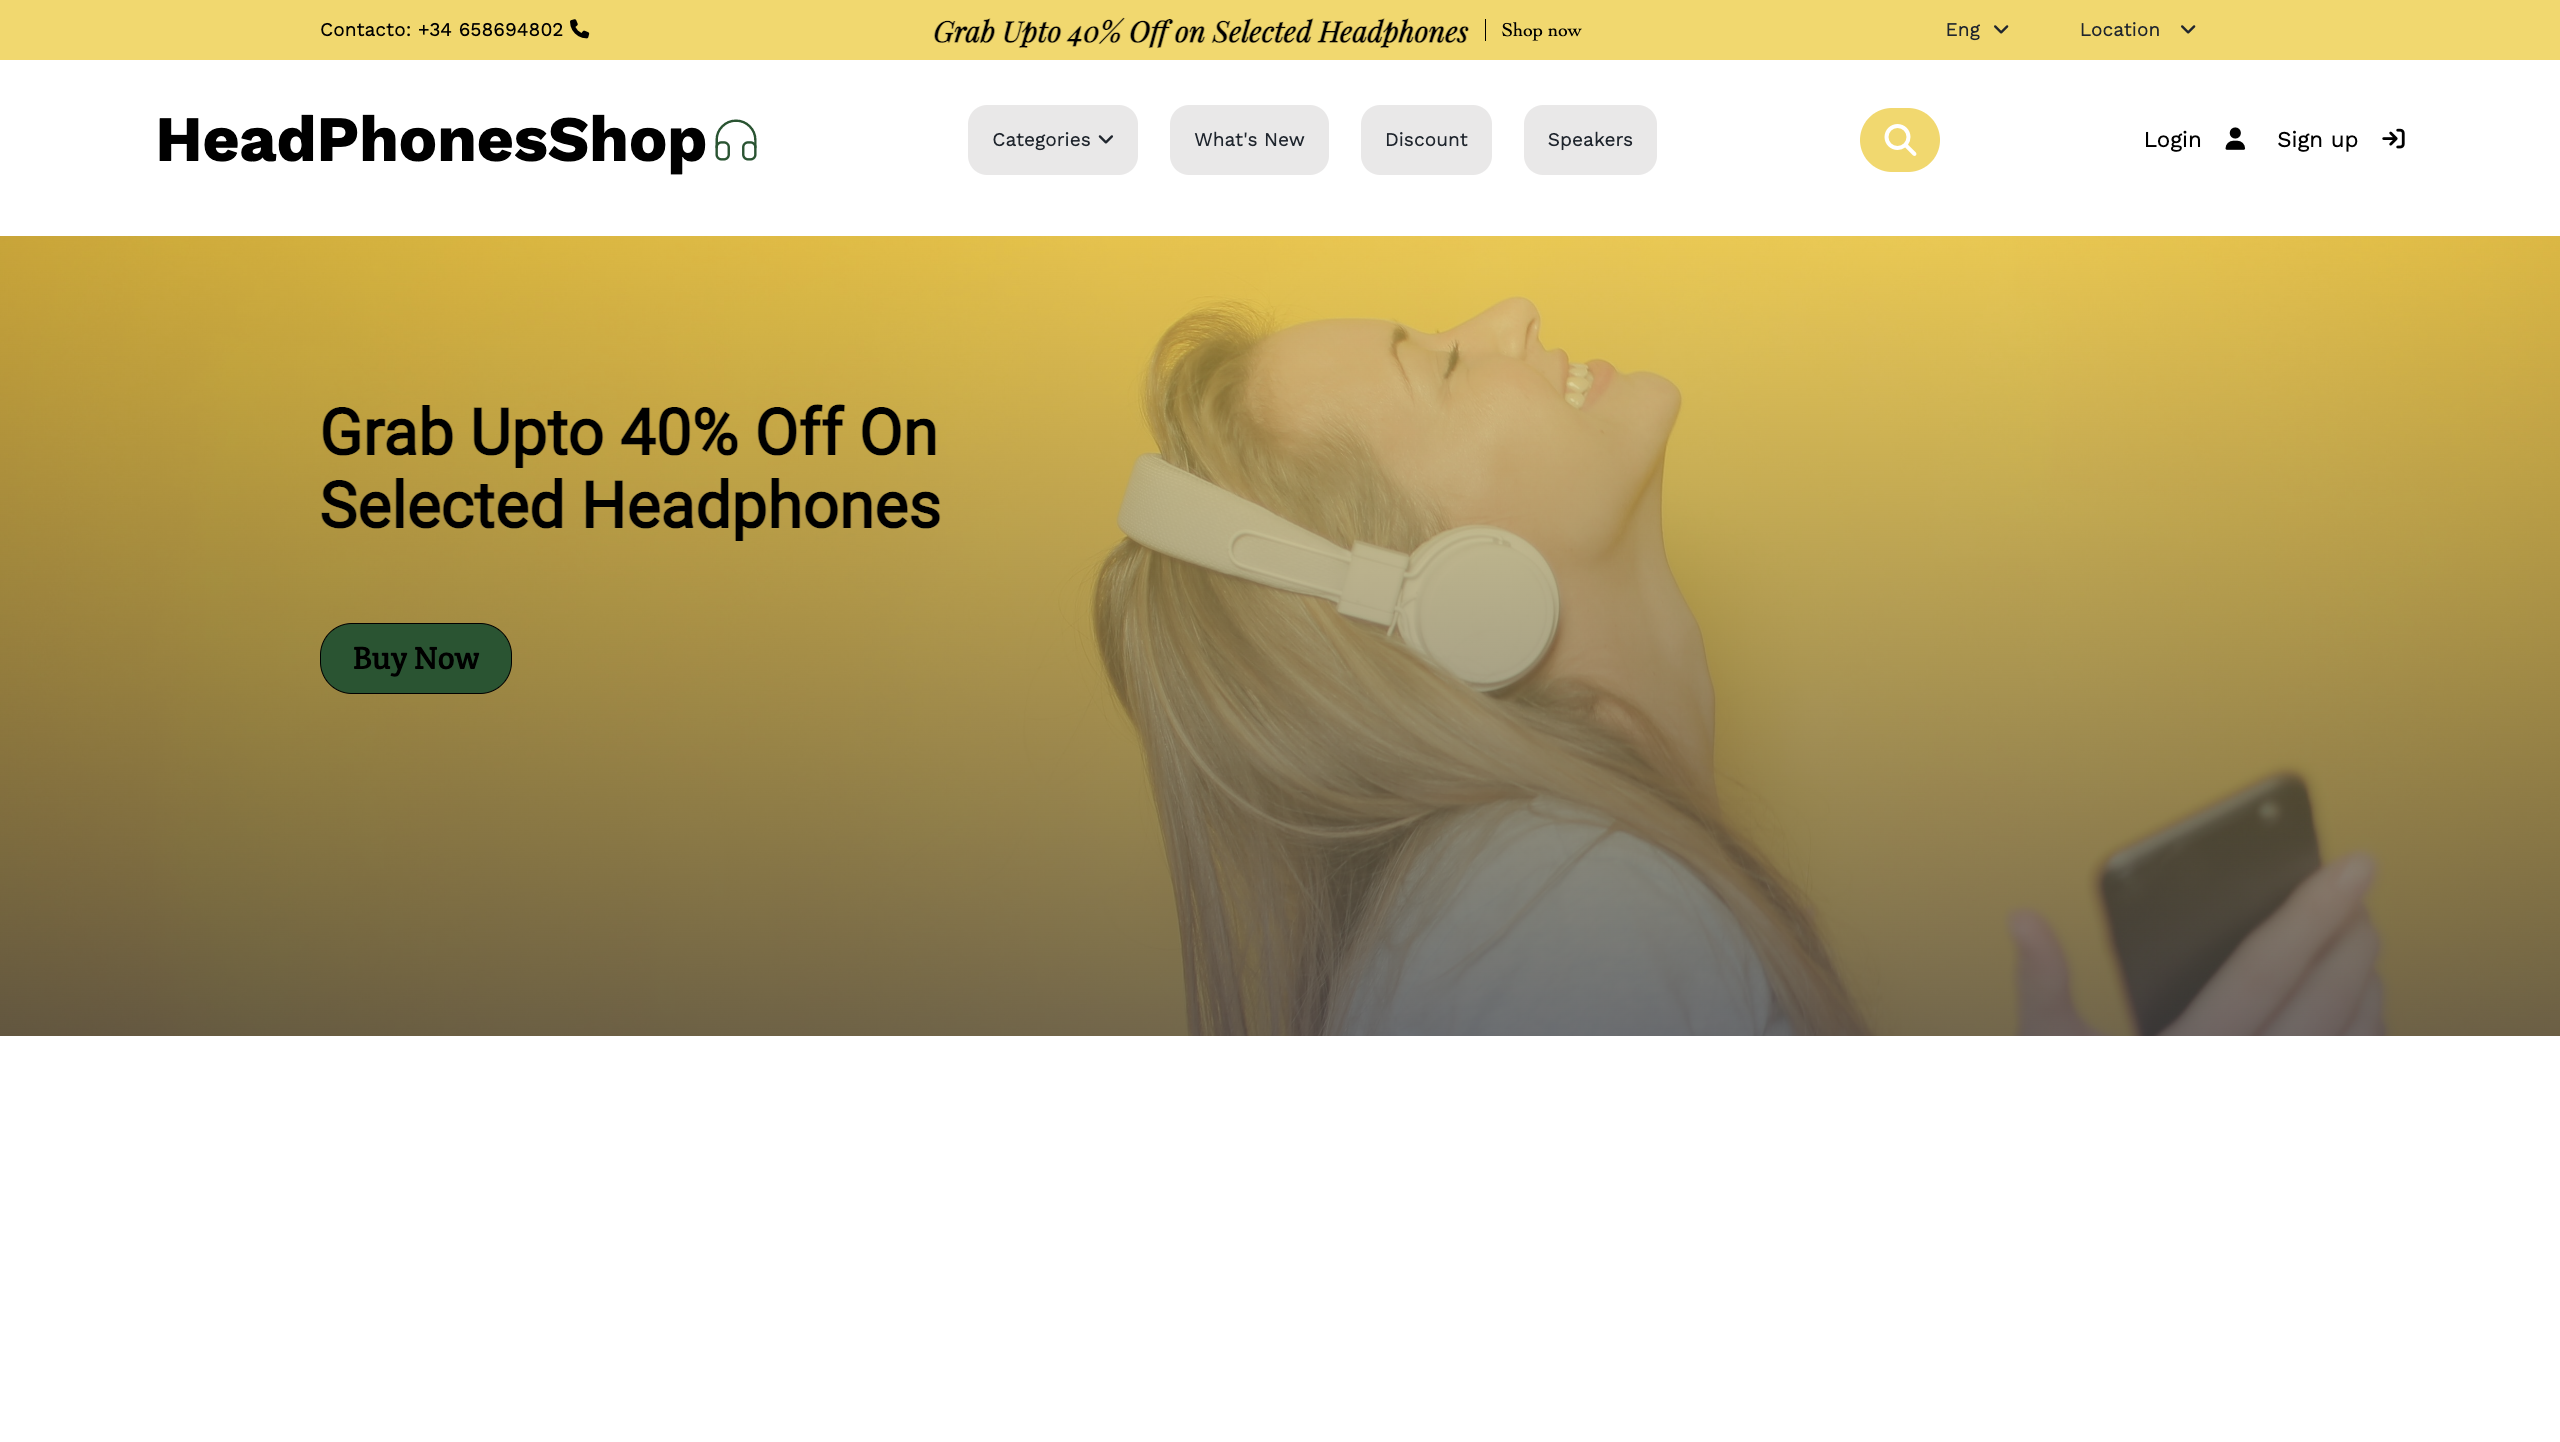 Contacto: +34 658694802
Grab Upto 40% Off on Selected Headphones
Shop now
Eng
Location
HeadPhonesShop
Categories
What's New
Discount
Speakers
Login
Sign up
Grab Upto 40% Off On
Selected Headphones
Buy Now